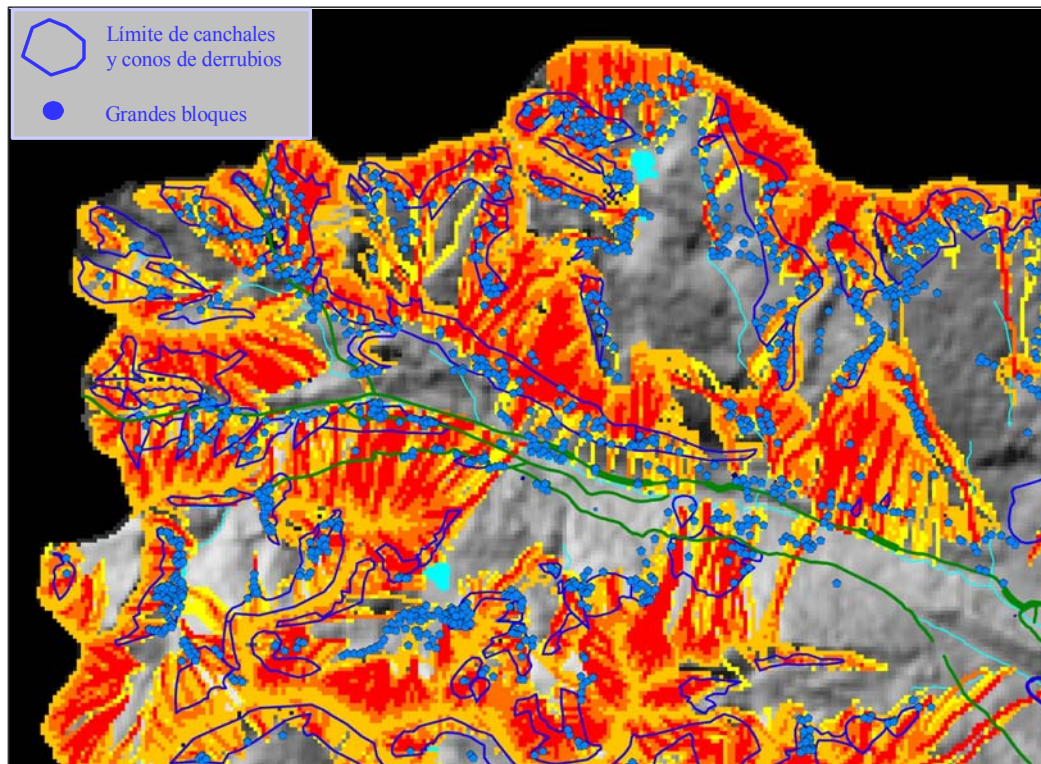 Límite de canchales
y conos de derrubios
Grandes bloques